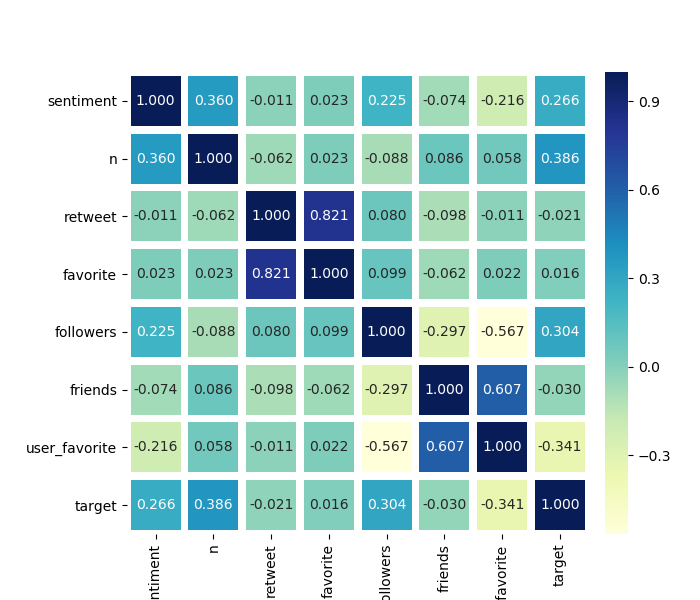 sentiment 1.000 0.360 -0.011 0.023 0.225 -0.074 -0.216 0.266 0.9
n 0.360 1.000 -0.062 0.023 -0.088 0.086 0.058 0.386
retweet -0.011 -0.062 1.000 0.821 0.080 -0.098 -0.011 -0.021 0.6
favorite 0.023 0.023 0.821 1.000 0.099 -0.062 0.022 0.016 0.3
followers 0.225 -0.088 0.080 0.099 1.000 -0.297 -0.567 0.304
friends -0.074 0.086 -0.098 -0.062 -0.297 1.000 0.607 -0.030 0.0
user_favorite -0.216 0.058 -0.011 0.022 -0.567 0.607 1.000 -0.341 -0.3
target 0.266 0.386 -0.021 0.016 0.304 -0.030 -0.341 1.000
ntiment n retweet favorite ollowers friends favorite target